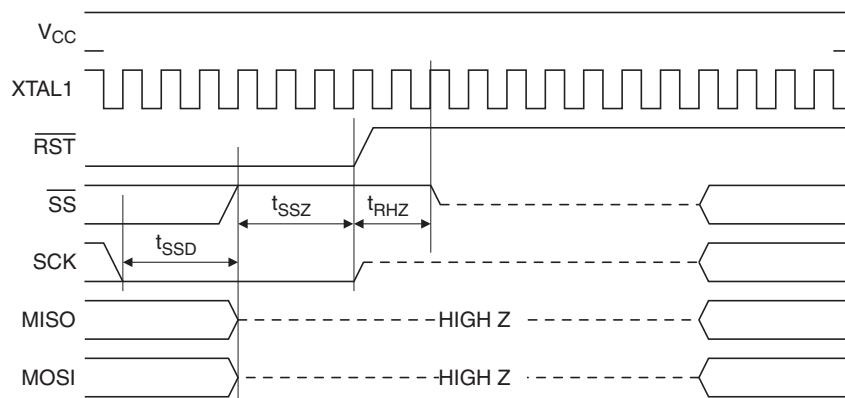 VCC
XTAL1
RST
SS
tSSZ
tRHZ
tSSD
SCK
MISO
HIGH Z
MOSI
HIGH Z